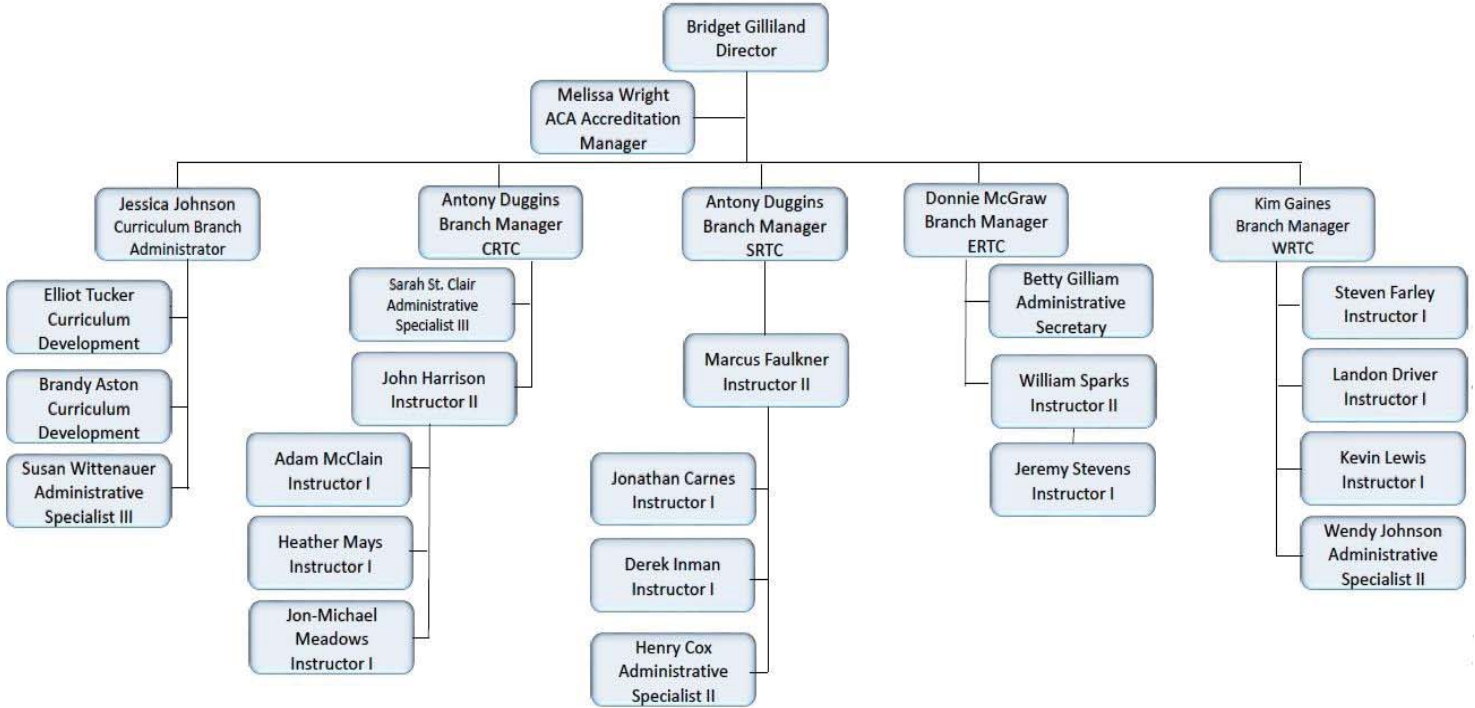 Bridget Gilliland
Director
Melissa Wright
ACA Accreditation
Manager
Jessica Johnson
Curriculum Branch
Administrator
Antony Duggins
Branch Manager
CRTC
Antony Duggins
Branch Manager
SRTC
Donnie McGraw
Branch Manager
ERTC
Kim Gaines
Branch Manager
WRTC
Elliot Tucker
Curriculum
Development
Brandy Aston
Curriculum
Development
Susan Wittenauer
Administrative
Specialist III
Sarah St. Clair
Administrative
Specialist III
John Harrison
Instructor II
Adam McClain
Instructor I
Heather Mays
Instructor I
Jon-Michael
Meadows
Instructor I
Marcus Faulkner
Instructor II
Jonathan Carnes
Instructor I
Derek Inman
Instructor I
Henry Cox
Administrative
Specialist II
Betty Gilliam
Administrative
Secretary
William Sparks
Instructor II
Jeremy Stevens
Instructor I
Steven Farley
Instructor I
Landon Driver
Instructor I
Kevin Lewis
Instructor I
Wendy Johnson
Administrative
Specialist II